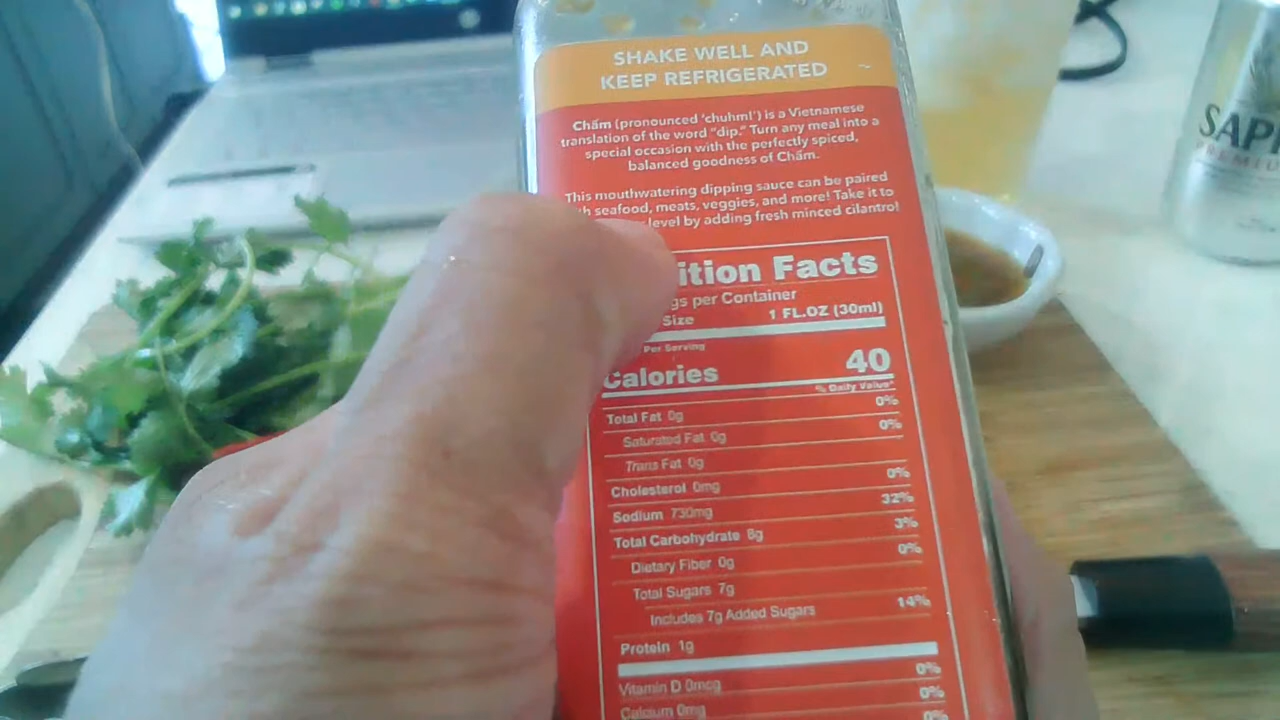 SHAKE WELL AND
KEEP REFRIGERATED
Chấm (pronounced 'chuhm!') is a Vietnamese
translation of the word "dip." Turn any meal into a
special occasion with the perfectly spiced,
balanced goodness of Chấm.
This mouthwatering dipping sauce can be paired
seafood, meats, veggies, and more! Take it to
level by adding fresh minced cilantro!
ition Facts
gs per Container
Size 1 FL.OZ (30ml)
Per Serving
Calories 40
% Daily Value*
Total Fat 0g 0%
Saturated Fat 0g 0%
Trans Fat 0g
Cholesterol 0mg 0%
Sodium 730mg 32%
Total Carbohydrate 8g 3%
Dietary Fiber 0g 0%
Total Sugars 7g
Includes 7g Added Sugars 14%
Protein 1g
Vitamin D 0mcg 0%
Calcium 0mg 0%
0%
SAP